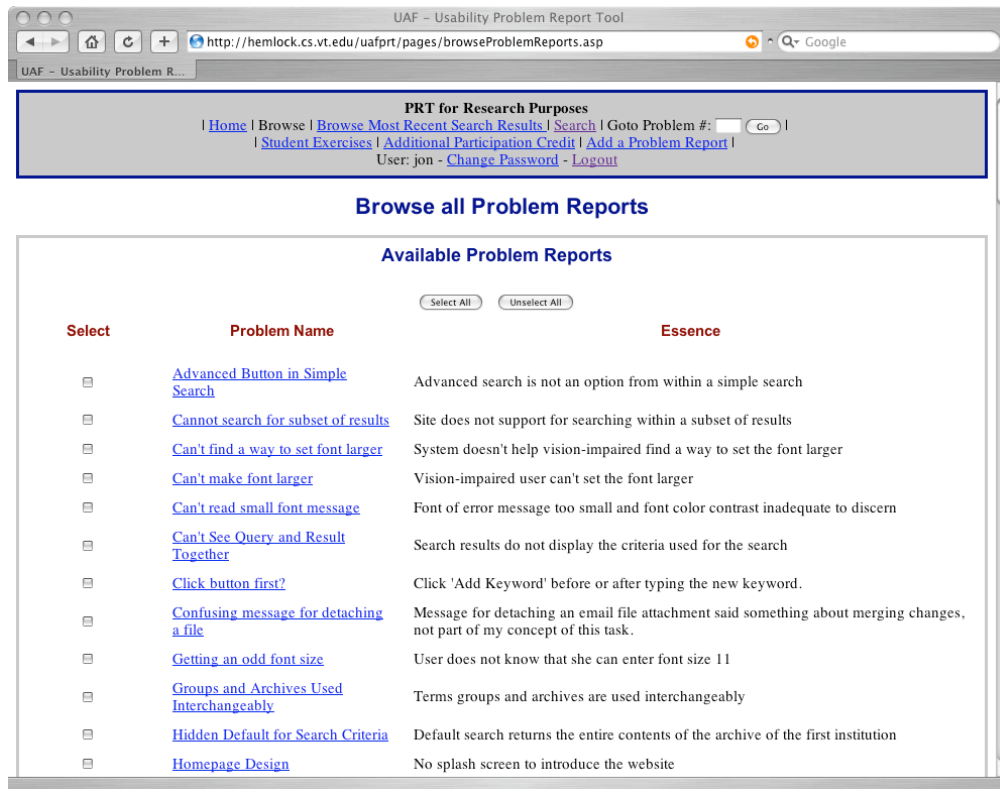 UAF – Usability Problem Report Tool
http://hemlock.cs.vt.edu/uafprt/pages/browseProblemReports.asp
Google
UAF – Usability Problem R...
PRT for Research Purposes
| Home | Browse | Browse Most Recent Search Results | Search | Goto Problem #: Go |
| Student Exercises | Additional Participation Credit | Add a Problem Report |
User: jon - Change Password - Logout
Browse all Problem Reports
Available Problem Reports
Select All Unselect All
Select Problem Name Essence
Advanced Button in Simple
Search
Advanced search is not an option from within a simple search
Cannot search for subset of results Site does not support for searching within a subset of results
Can't find a way to set font larger System doesn't help vision-impaired find a way to set the font larger
Can't make font larger Vision-impaired user can't set the font larger
Can't read small font message Font of error message too small and font color contrast inadequate to discern
Can't See Query and Result
Together
Search results do not display the criteria used for the search
Click button first? Click 'Add Keyword' before or after typing the new keyword.
Confusing message for detaching
a file
Message for detaching an email file attachment said something about merging changes,
not part of my concept of this task.
Getting an odd font size User does not know that she can enter font size 11
Groups and Archives Used
Interchangeably
Terms groups and archives are used interchangeably
Hidden Default for Search Criteria Default search returns the entire contents of the archive of the first institution
Homepage Design No splash screen to introduce the website